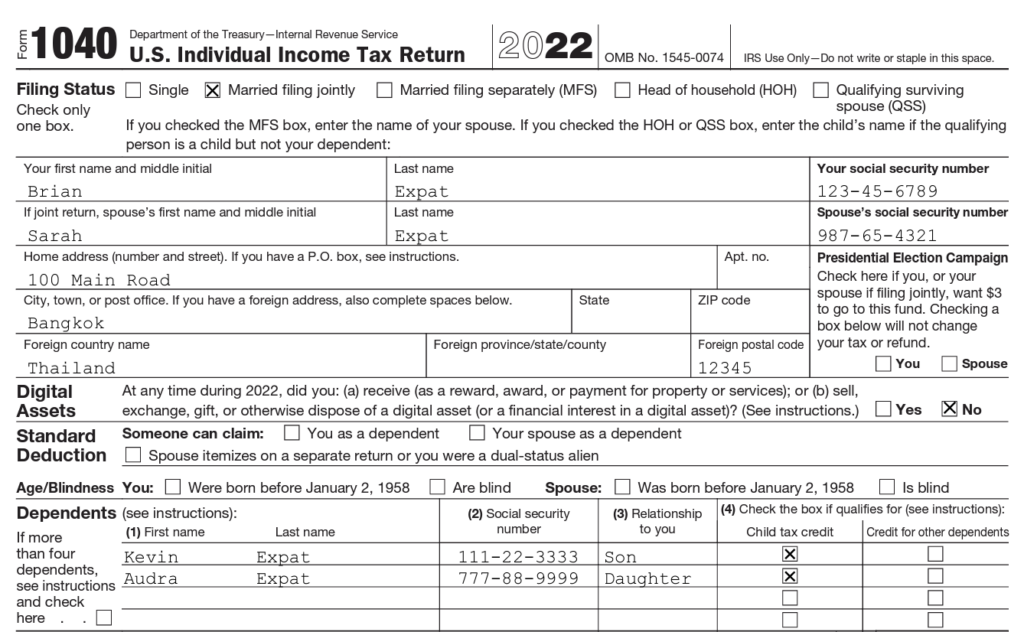 Form 1040 Department of the Treasury—Internal Revenue Service
U.S. Individual Income Tax Return 2022 OMB No. 1545-0074 IRS Use Only—Do not write or staple in this space.
Filing Status Single Married filing jointly Married filing separately (MFS) Head of household (HOH) Qualifying surviving spouse (QSS)
Check only
one box.
If you checked the MFS box, enter the name of your spouse. If you checked the HOH or QSS box, enter the child's name if the qualifying
person is a child but not your dependent:
Your first name and middle initial Last name Your social security number
Brian Expat 123-45-6789
If joint return, spouse's first name and middle initial Last name Spouse's social security number
Sarah Expat 987-65-4321
Home address (number and street). If you have a P.O. box, see instructions. Apt. no.
100 Main Road
City, town, or post office. If you have a foreign address, also complete spaces below. State ZIP code
Bangkok
Foreign country name Foreign province/state/county Foreign postal code
Thailand 12345
Presidential Election Campaign
Check here if you, or your
spouse if filing jointly, want $3
to go to this fund. Checking a
box below will not change
your tax or refund.
You Spouse
Digital
Assets
At any time during 2022, did you: (a) receive (as a reward, award, or payment for property or services); or (b) sell,
exchange, gift, or otherwise dispose of a digital asset (or a financial interest in a digital asset)? (See instructions.) Yes No
Standard
Deduction
Someone can claim: You as a dependent Your spouse as a dependent
Spouse itemizes on a separate return or you were a dual-status alien
Age/Blindness You: Were born before January 2, 1958 Are blind Spouse: Was born before January 2, 1958 Is blind
Dependents (see instructions):
If more
than four
dependents,
see instructions
and check
here . .
(1) First name Last name
(2) Social security
number
(3) Relationship
to you
(4) Check the box if qualifies for (see instructions):
Child tax credit Credit for other dependents
Kevin Expat 111-22-3333 Son
Audra Expat 777-88-9999 Daughter